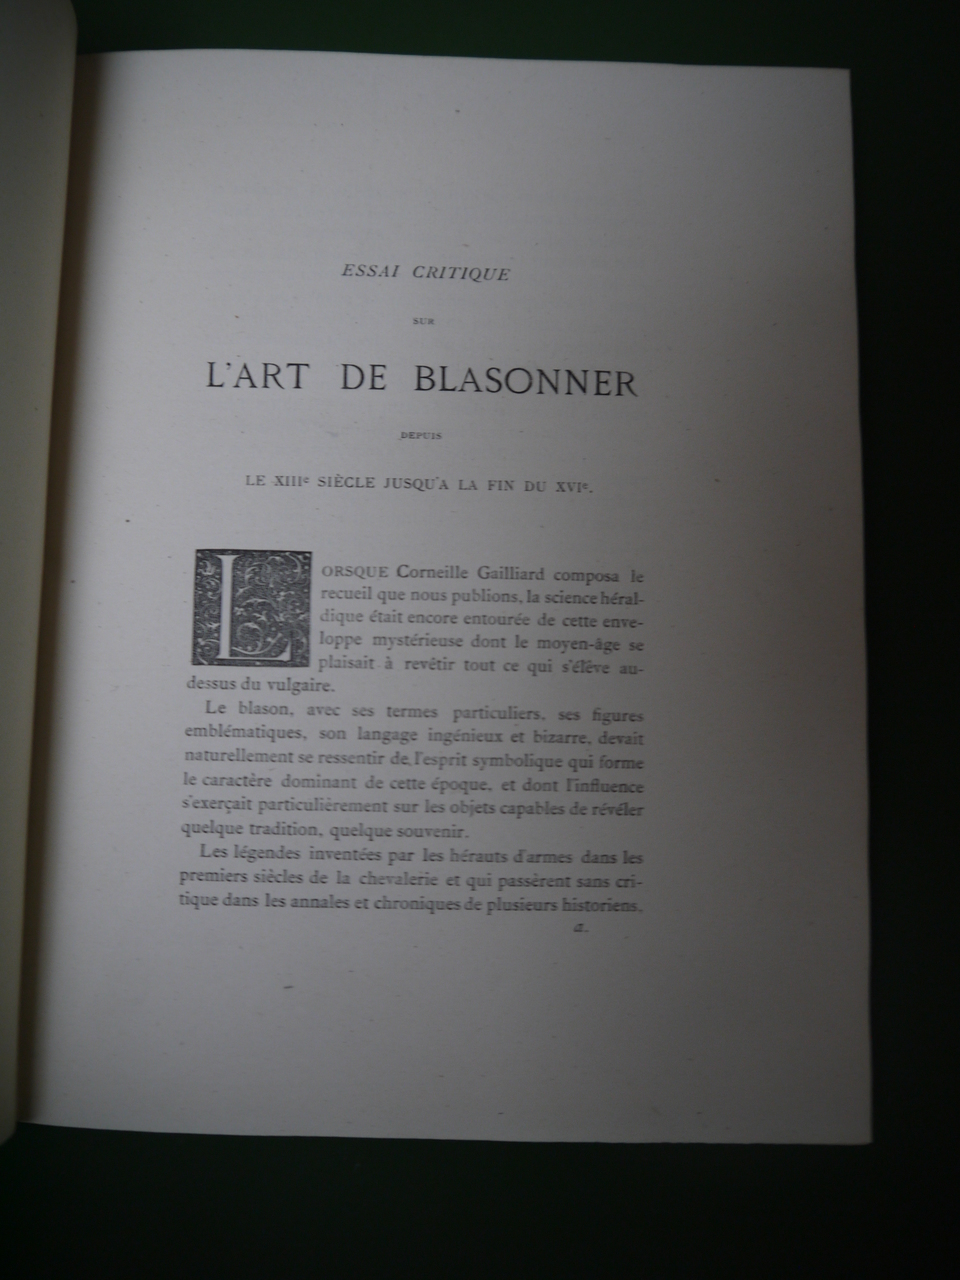 ESSAI CRITIQUE
SUR
L'ART DE BLASONNER
DEPUIS
LE XIIIe SIÈCLE JUSQU'A LA FIN DU XVIe.
LORSQUE Corneille Gailliard composa le
recueil que nous publions, la science héral-
dique était encore entourée de cette enve-
loppe mystérieuse dont le moyen-âge se
plaisait à revêtir tout ce qui s'élève au-
dessus du vulgaire.
Le blason, avec ses termes particuliers, ses figures
emblématiques, son langage ingénieux et bizarre, devait
naturellement se ressentir de l'esprit symbolique qui forme
le caractère dominant de cette époque, et dont l'influence
s'exerçait particulièrement sur les objets capables de révéler
quelque tradition, quelque souvenir.
Les légendes inventées par les hérauts d'armes dans les
premiers siècles de la chevalerie et qui passèrent sans cri-
tique dans les annales et chroniques de plusieurs historiens,
a.